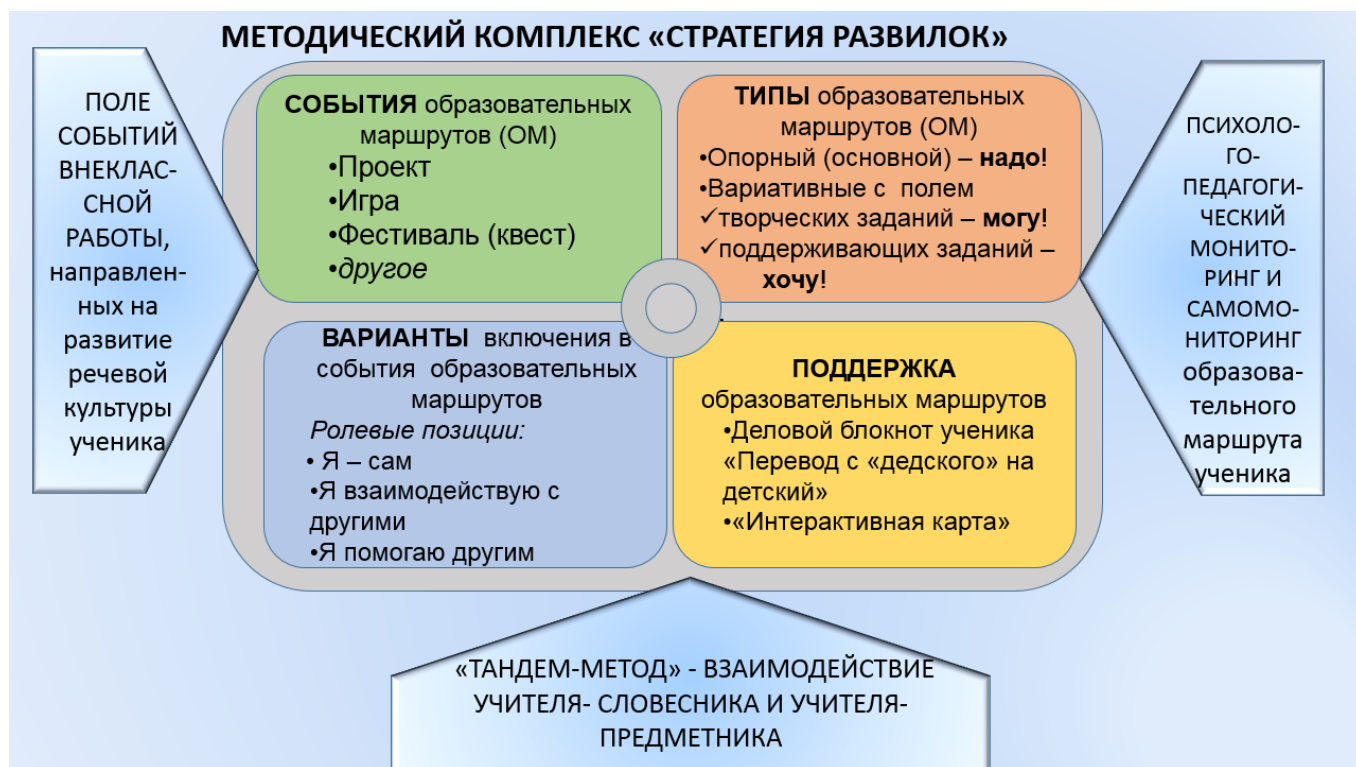 МЕТОДИЧЕСКИЙ КОМПЛЕКС «СТРАТЕГИЯ РАЗВИЛОК»
ПОЛЕ
СОБЫТИЙ
ВНЕКЛАС-
СНОЙ
РАБОТЫ,
направлен-
ных на
развитие
речевой
культуры
ученика
СОБЫТИЯ образовательных
маршрутов (ОМ)
•Проект
•Игра
•Фестиваль (квест)
•другое
ТИПЫ образовательных
маршрутов (ОМ)
•Опорный (основной) – надо!
•Вариативные с полем
✓творческих заданий – могу!
✓поддерживающих заданий –
хочу!
ВАРИАНТЫ включения в
события образовательных
маршрутов
Ролевые позиции:
• Я – сам
•Я взаимодействую с
другими
•Я помогаю другим
ПОДДЕРЖКА
образовательных маршрутов
•Деловой блокнот ученика
«Перевод с «дедского» на
детский»
•«Интерактивная карта»
ПСИХОЛО-
ГО-
ПЕДАГОГИ-
ЧЕСКИЙ
МОНИТО-
РИНГ И
САМОМО-
НИТОРИНГ
образова-
тельного
маршрута
ученика
«ТАНДЕМ-МЕТОД» - ВЗАИМОДЕЙСТВИЕ
УЧИТЕЛЯ- СЛОВЕСНИКА И УЧИТЕЛЯ-
ПРЕДМЕТНИКА